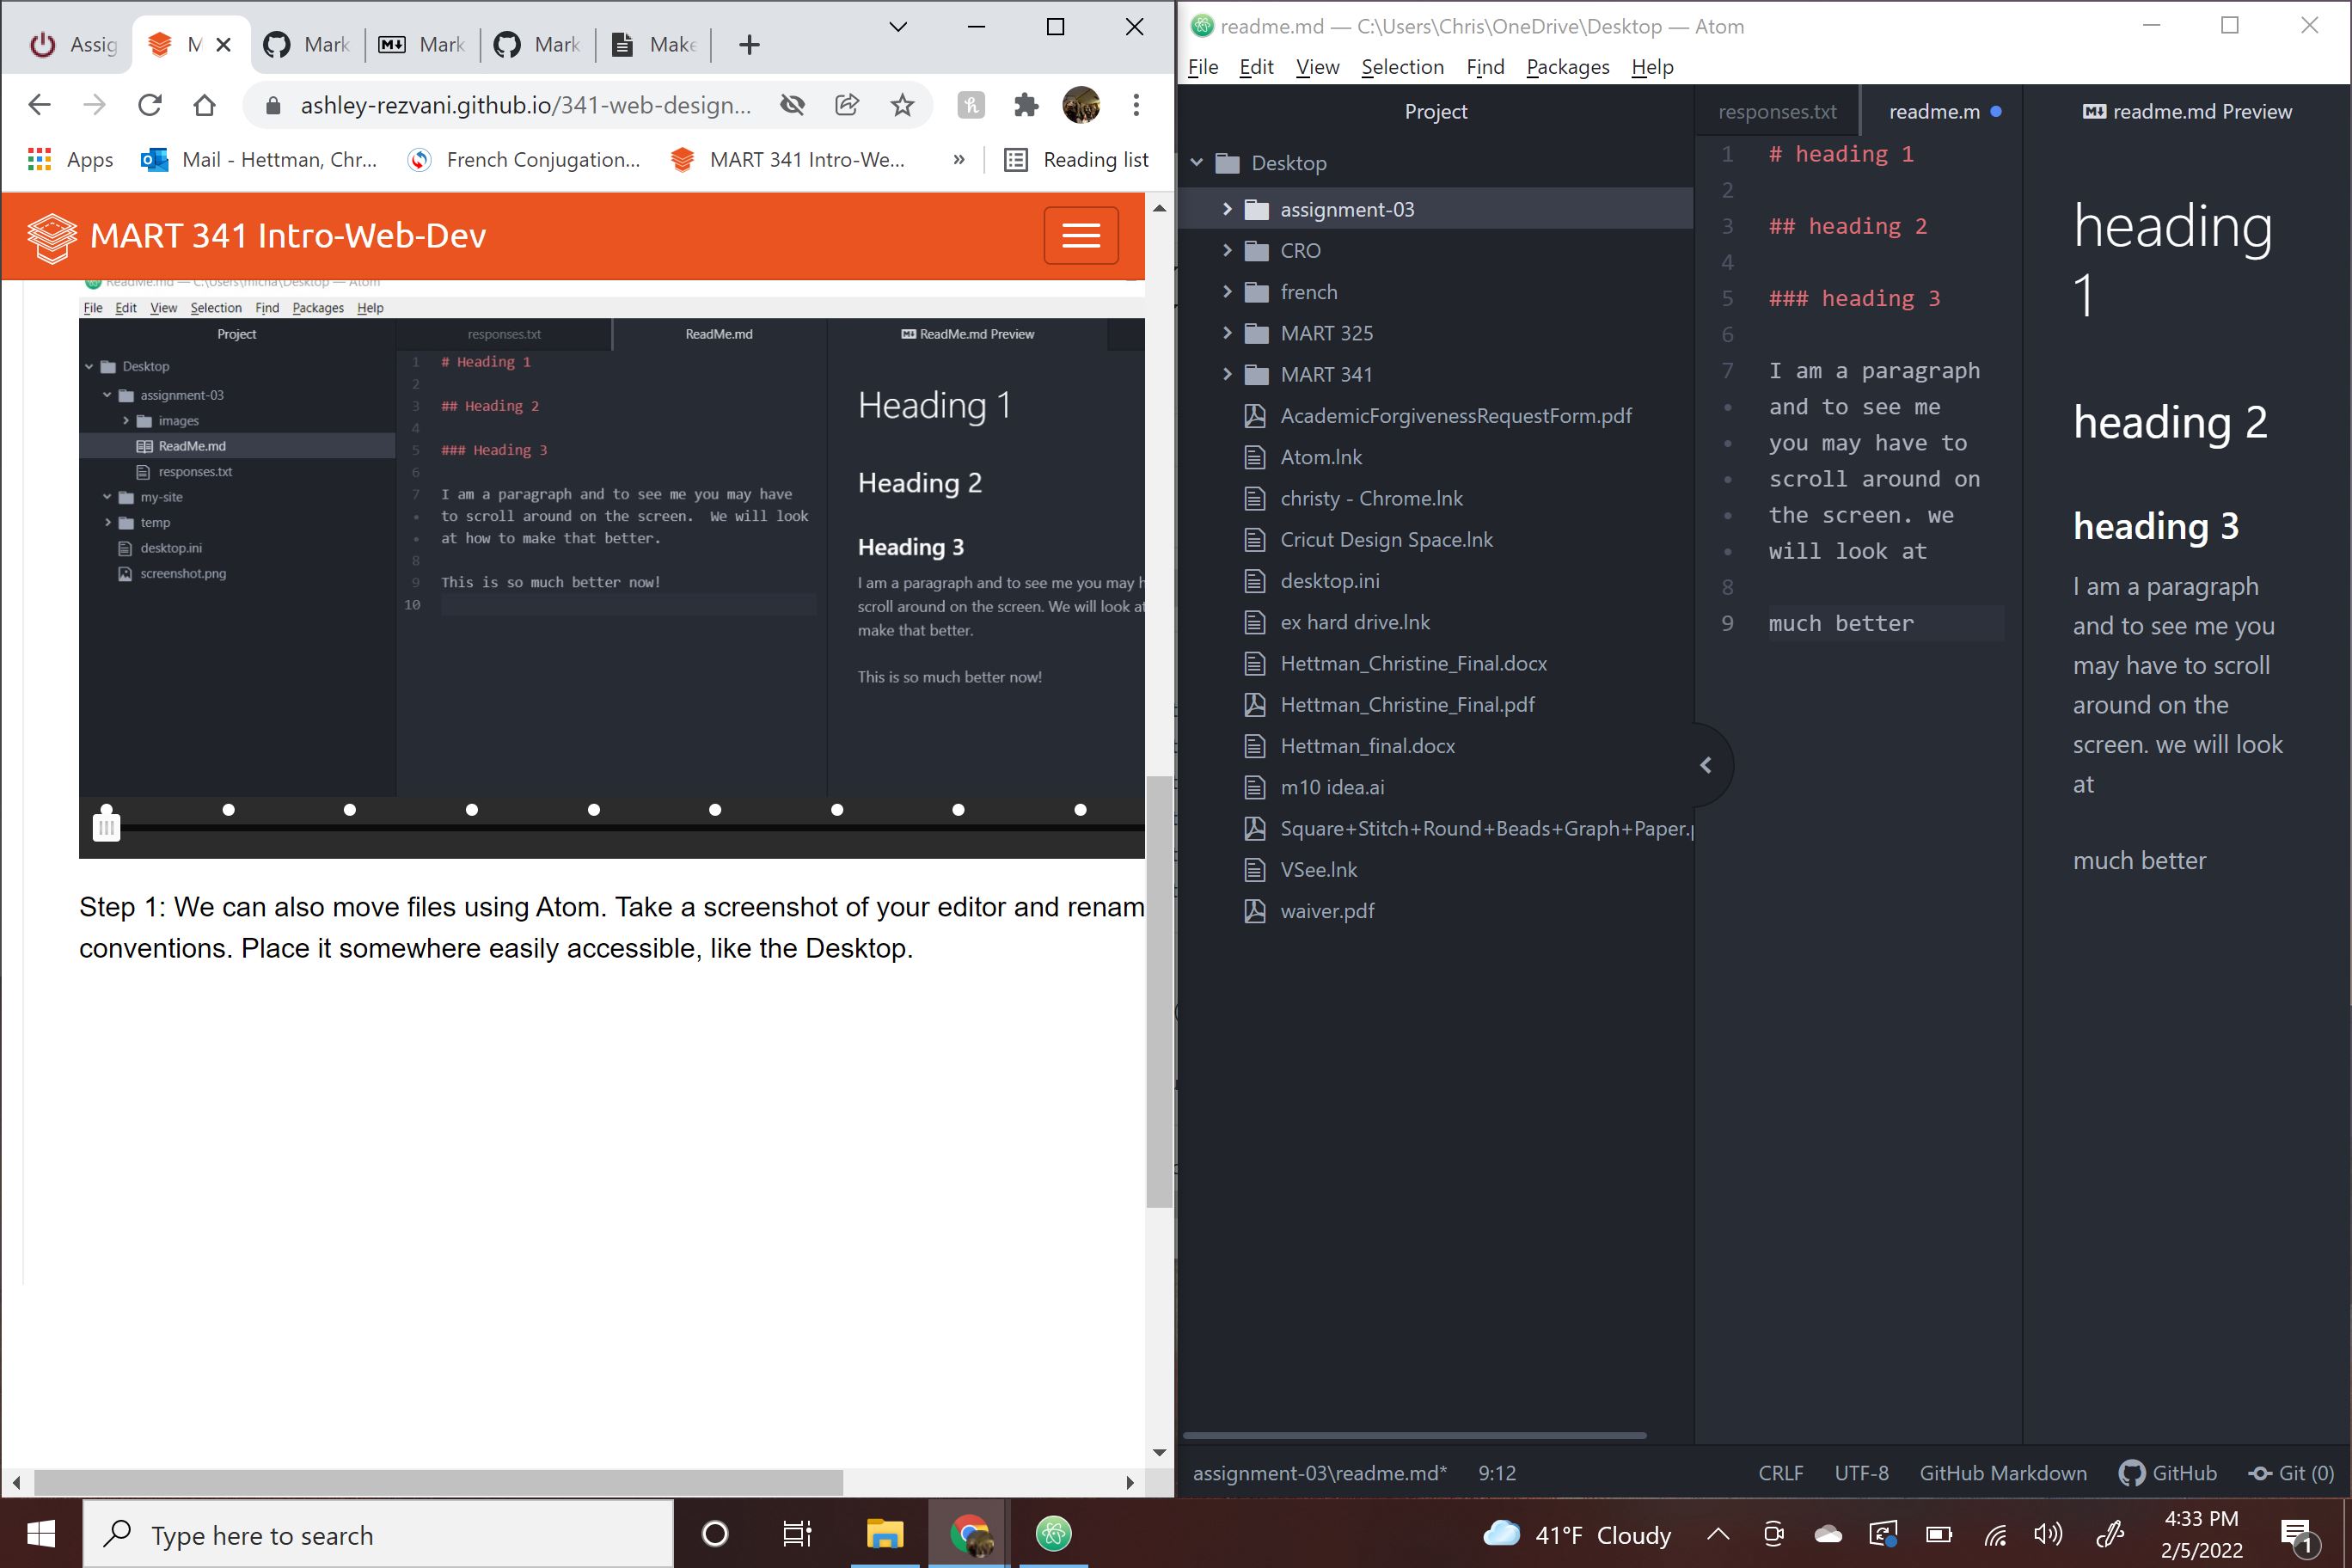 Assig
M
Mark
Mark
Mark
Make
ashley-rezvani.github.io/341-web-design...
Apps
Mail - Hettman, Chr...
French Conjugation...
MART 341 Intro-We...
»
Reading list
MART 341 Intro-Web-Dev
ReadMe.md — C:\Users\micha\Desktop — Atom
File Edit View Selection Find Packages Help
Project
responses.txt
ReadMe.md
ReadMe.md Preview
Desktop
assignment-03
images
ReadMe.md
responses.txt
my-site
temp
desktop.ini
screenshot.png
1 # Heading 1
2
3 ## Heading 2
4
5 ### Heading 3
6
7 I am a paragraph and to see me you may have
• to scroll around on the screen.  We will look
• at how to make that better.
8
9 This is so much better now!
10
Heading 1
Heading 2
Heading 3
I am a paragraph and to see me you may h
scroll around on the screen. We will look at
make that better.
This is so much better now!
Step 1: We can also move files using Atom. Take a screenshot of your editor and renam
conventions. Place it somewhere easily accessible, like the Desktop.
readme.md — C:\Users\Chris\OneDrive\Desktop — Atom
File Edit View Selection Find Packages Help
Project
Desktop
assignment-03
CRO
french
MART 325
MART 341
AcademicForgivenessRequestForm.pdf
Atom.lnk
christy - Chrome.lnk
Cricut Design Space.lnk
desktop.ini
ex hard drive.lnk
Hettman_Christine_Final.docx
Hettman_Christine_Final.pdf
Hettman_final.docx
m10 idea.ai
Square+Stitch+Round+Beads+Graph+Paper.p
VSee.lnk
waiver.pdf
responses.txt
readme.m
readme.md Preview
1 # heading 1
2
3 ## heading 2
4
5 ### heading 3
6
7 I am a paragraph
• and to see me
• you may have to
• scroll around on
• the screen. we
• will look at
8
9 much better
heading
1
heading 2
heading 3
I am a paragraph
and to see me you
may have to scroll
around on the
screen. we will look
at
much better
assignment-03\readme.md*
9:12
CRLF
UTF-8
GitHub Markdown
GitHub
Git (0)
Type here to search
41°F Cloudy
4:33 PM
2/5/2022
1